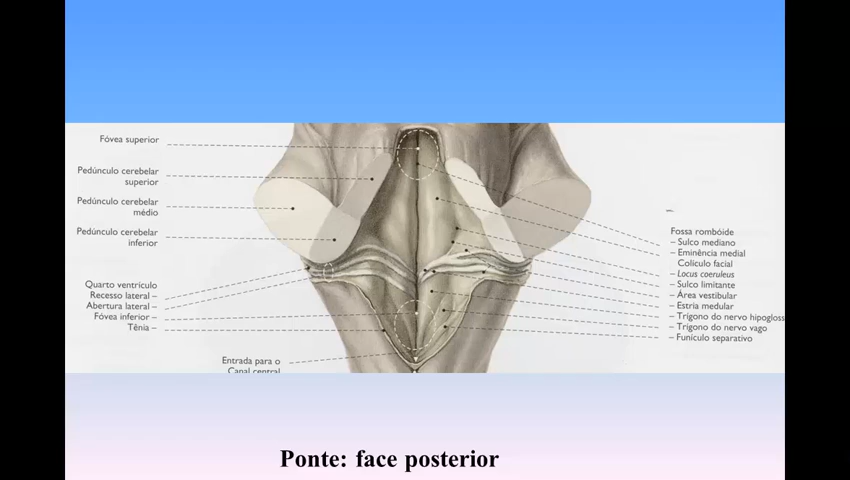 Fóvea superior
Pedúnculo cerebelar
superior
Pedúnculo cerebelar
médio
Pedúnculo cerebelar
inferior
Quarto ventrículo
Recesso lateral –
Abertura lateral –
Fóvea inferior –
Tênia –
Entrada para o
Canal central
Fossa rombóide
– Sulco mediano
– Eminência medial
Colículo facial
– Locus coeruleus
– Sulco limitante
– Área vestibular
– Estria medular
– Trígono do nervo hipogloss
– Trígono do nervo vago
– Funículo separativo
Ponte: face posterior